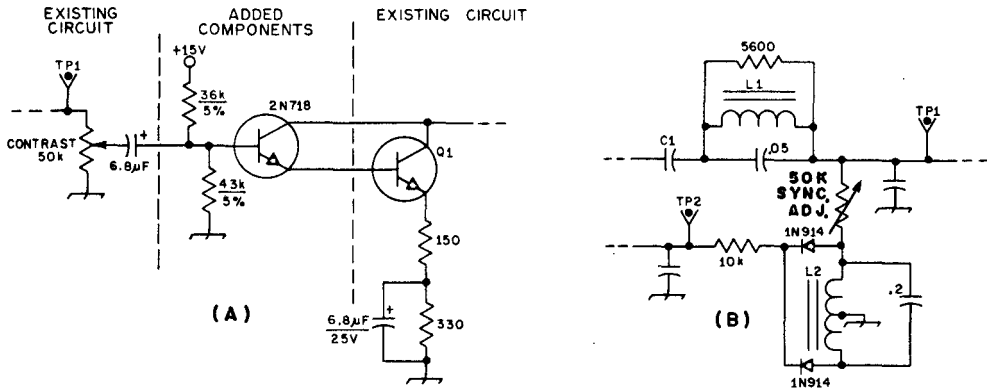 EXISTING
CIRCUIT
ADDED
COMPONENTS
EXISTING CIRCUIT
TP1
+15V
36k
5%
2N718
CONTRAST
50k
6.8µF
+
43k
5%
Q1
150
6.8µF
25V
+
330
(A)
5600
L1
C1
.05
TP1
50K
SYNC.
ADJ.
TP2
1N914
10k
L2
.2
(B)
1N914